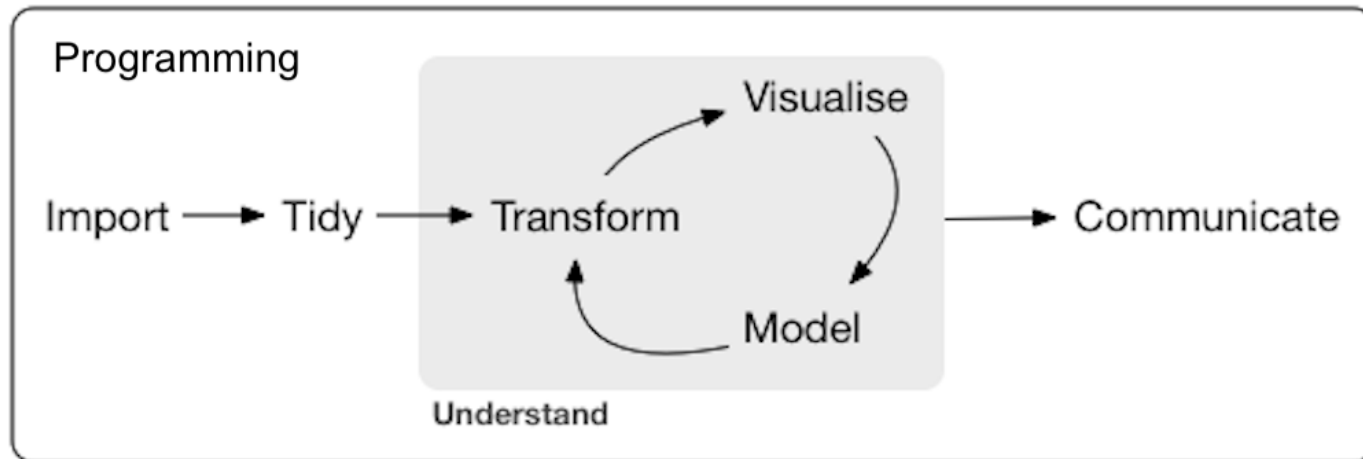 Programming
Visualise
Import
Tidy
Transform
Communicate
Model
Understand